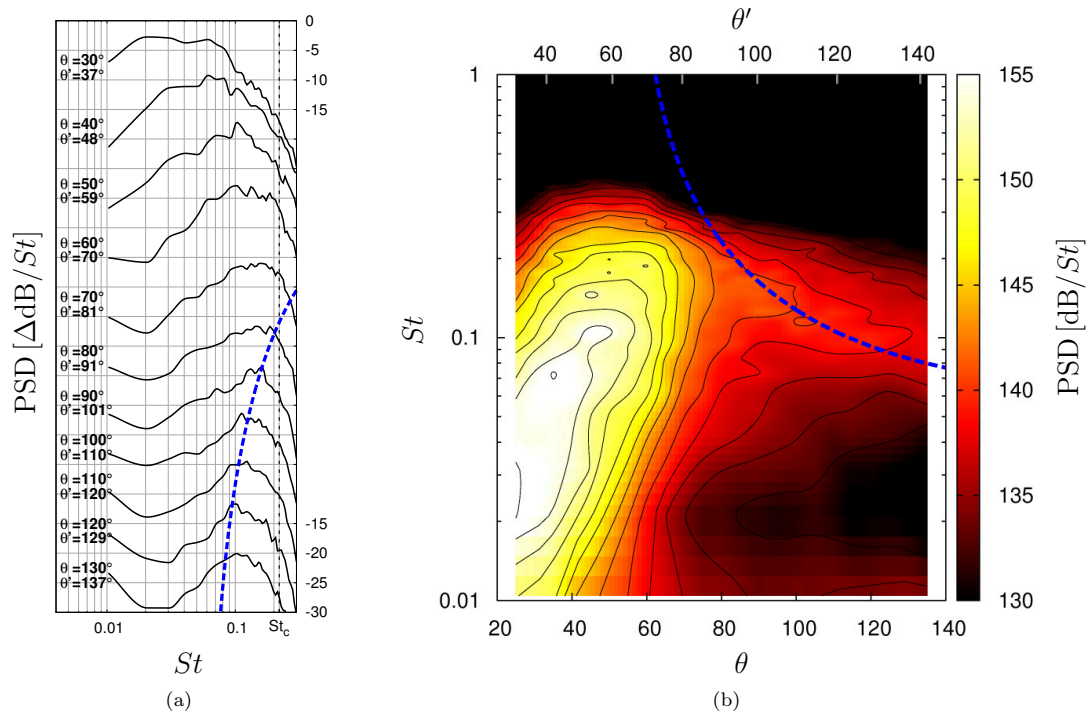 PSD [ΔdB/St]
θ =30°
θ'=37°
θ =40°
θ'=48°
θ =50°
θ'=59°
θ =60°
θ'=70°
θ =70°
θ'=81°
θ =80°
θ'=91°
θ =90°
θ'=101°
θ =100°
θ'=110°
θ =110°
θ'=120°
θ =120°
θ'=129°
θ =130°
θ'=137°
0
-5
-10
-15
-15
-20
-25
-30
0.01 0.1 St_c
St
(a)
θ′
40 60 80 100 120 140
St
1
0.1
0.01
20 40 60 80 100 120 140
θ
155
150
145
140
135
130
PSD [dB/St]
(b)